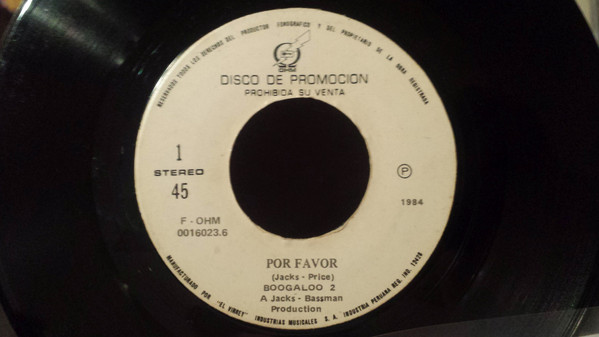 RESERVADOS TODOS LOS DERECHOS DEL PRODUCTOR FONOGRAFICO Y DEL PROPIETARIO DE LA OBRA REGISTRADA
OHM
DISCO DE PROMOCION
PROHIBIDA SU VENTA
1
STEREO
45
P
1984
F - OHM
0016023.6
POR FAVOR
(Jacks - Price)
BOOGALOO 2
A Jacks - Bassman
Production
MANUFACTURADO POR "EL VIRREY" INDUSTRIAS MUSICALES S. A. INDUSTRIA PERUANA REG. IND. 12470